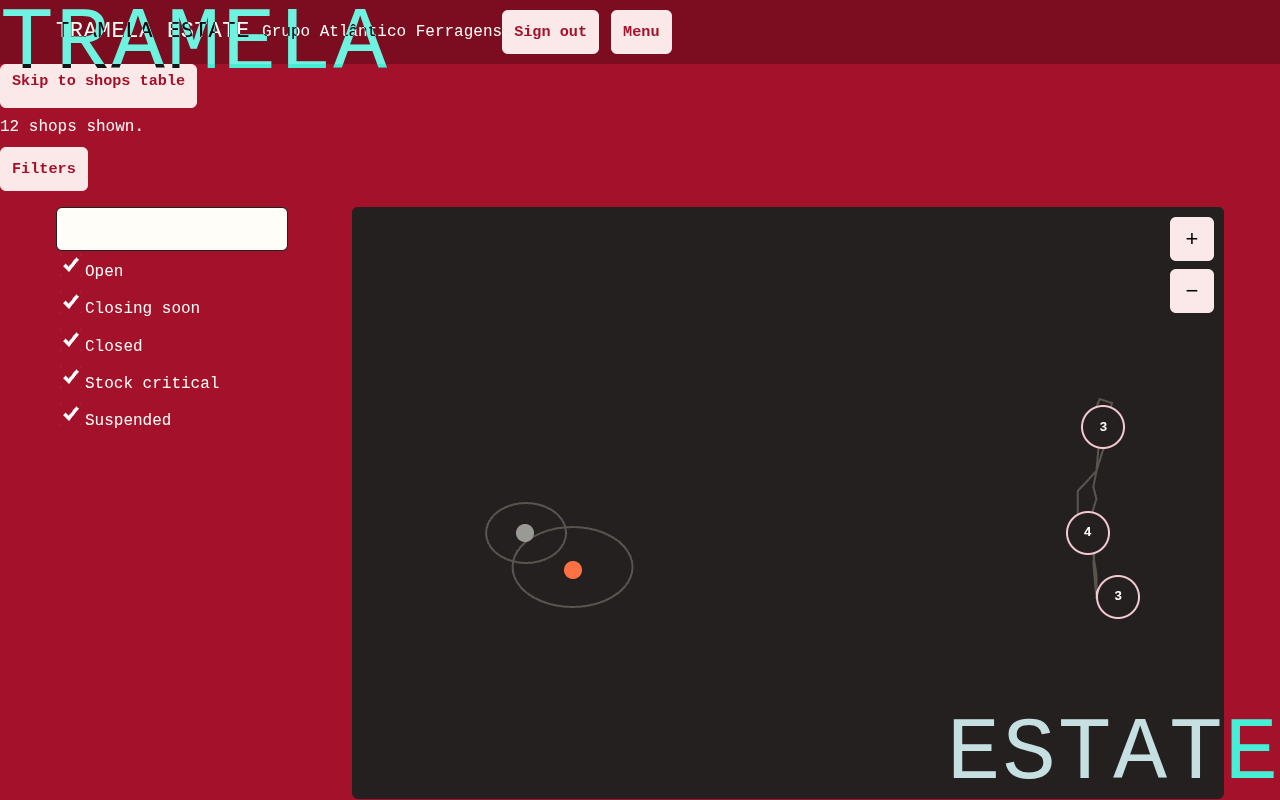 TRAMELA
TRAMELA ESTATE
Grupo Atlântico Ferragens
Sign out
Menu
Skip to shops table
12 shops shown.
Filters
Open
Closing soon
Closed
Stock critical
Suspended
+
−
3
4
3
ESTATE